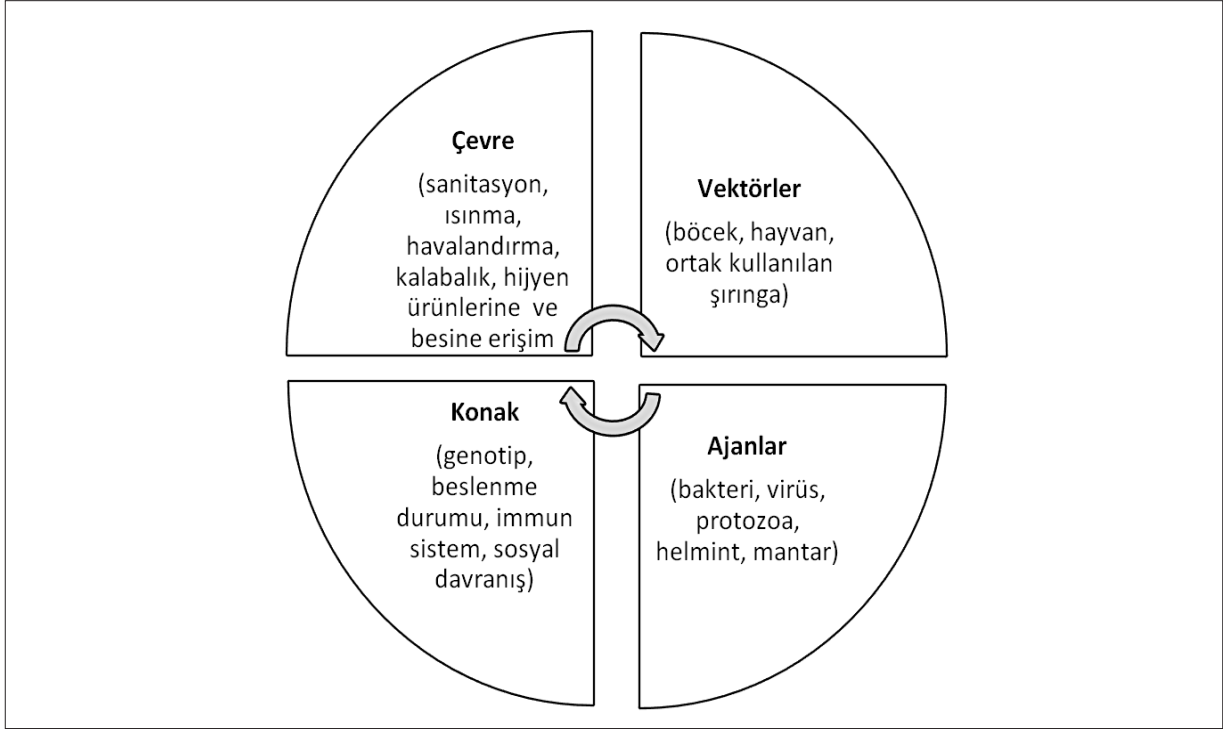 Çevre
(sanitasyon,
ısınma,
havalandırma,
kalabalık, hijyen
ürünlerine ve
besine erişim
Vektörler
(böcek, hayvan,
ortak kullanılan
şırınga)
Konak
(genotip,
beslenme
durumu, immun
sistem, sosyal
davranış)
Ajanlar
(bakteri, virüs,
protozoa,
helmint, mantar)